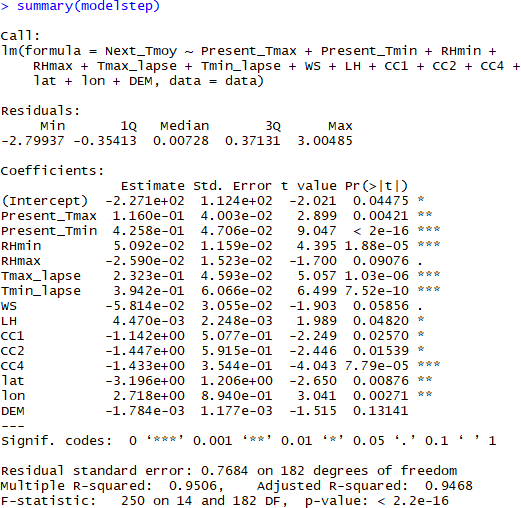 > summary(modelstep)
Call:
lm(formula = Next_Tmoy ~ Present_Tmax + Present_Tmin + RHmin +
    RHmax + Tmax_lapse + Tmin_lapse + WS + LH + CC1 + CC2 + CC4 +
    lat + lon + DEM, data = data)
Residuals:
     Min       1Q   Median       3Q      Max
-2.79937 -0.35413  0.00728  0.37131  3.00485
Coefficients:
               Estimate Std. Error t value Pr(>|t|)
(Intercept)  -2.271e+02  1.124e+02  -2.021  0.04475 *
Present_Tmax  1.160e-01  4.003e-02   2.899  0.00421 **
Present_Tmin  4.258e-01  4.706e-02   9.047  < 2e-16 ***
RHmin         5.092e-02  1.159e-02   4.395 1.88e-05 ***
RHmax        -2.590e-02  1.523e-02  -1.700  0.09076 .
Tmax_lapse    2.323e-01  4.593e-02   5.057 1.03e-06 ***
Tmin_lapse    3.942e-01  6.066e-02   6.499 7.52e-10 ***
WS           -5.814e-02  3.055e-02  -1.903  0.05856 .
LH            4.470e-03  2.248e-03   1.989  0.04820 *
CC1          -1.142e+00  5.077e-01  -2.249  0.02570 *
CC2          -1.447e+00  5.915e-01  -2.446  0.01539 *
CC4          -1.433e+00  3.544e-01  -4.043 7.79e-05 ***
lat          -3.196e+00  1.206e+00  -2.650  0.00876 **
lon           2.718e+00  8.940e-01   3.041  0.00271 **
DEM          -1.784e-03  1.177e-03  -1.515  0.13141
---
Signif. codes:  0 ‘***’ 0.001 ‘**’ 0.01 ‘*’ 0.05 ‘.’ 0.1 ‘ ’ 1
Residual standard error: 0.7684 on 182 degrees of freedom
Multiple R-squared:  0.9506,    Adjusted R-squared:  0.9468
F-statistic:   250 on 14 and 182 DF,  p-value: < 2.2e-16